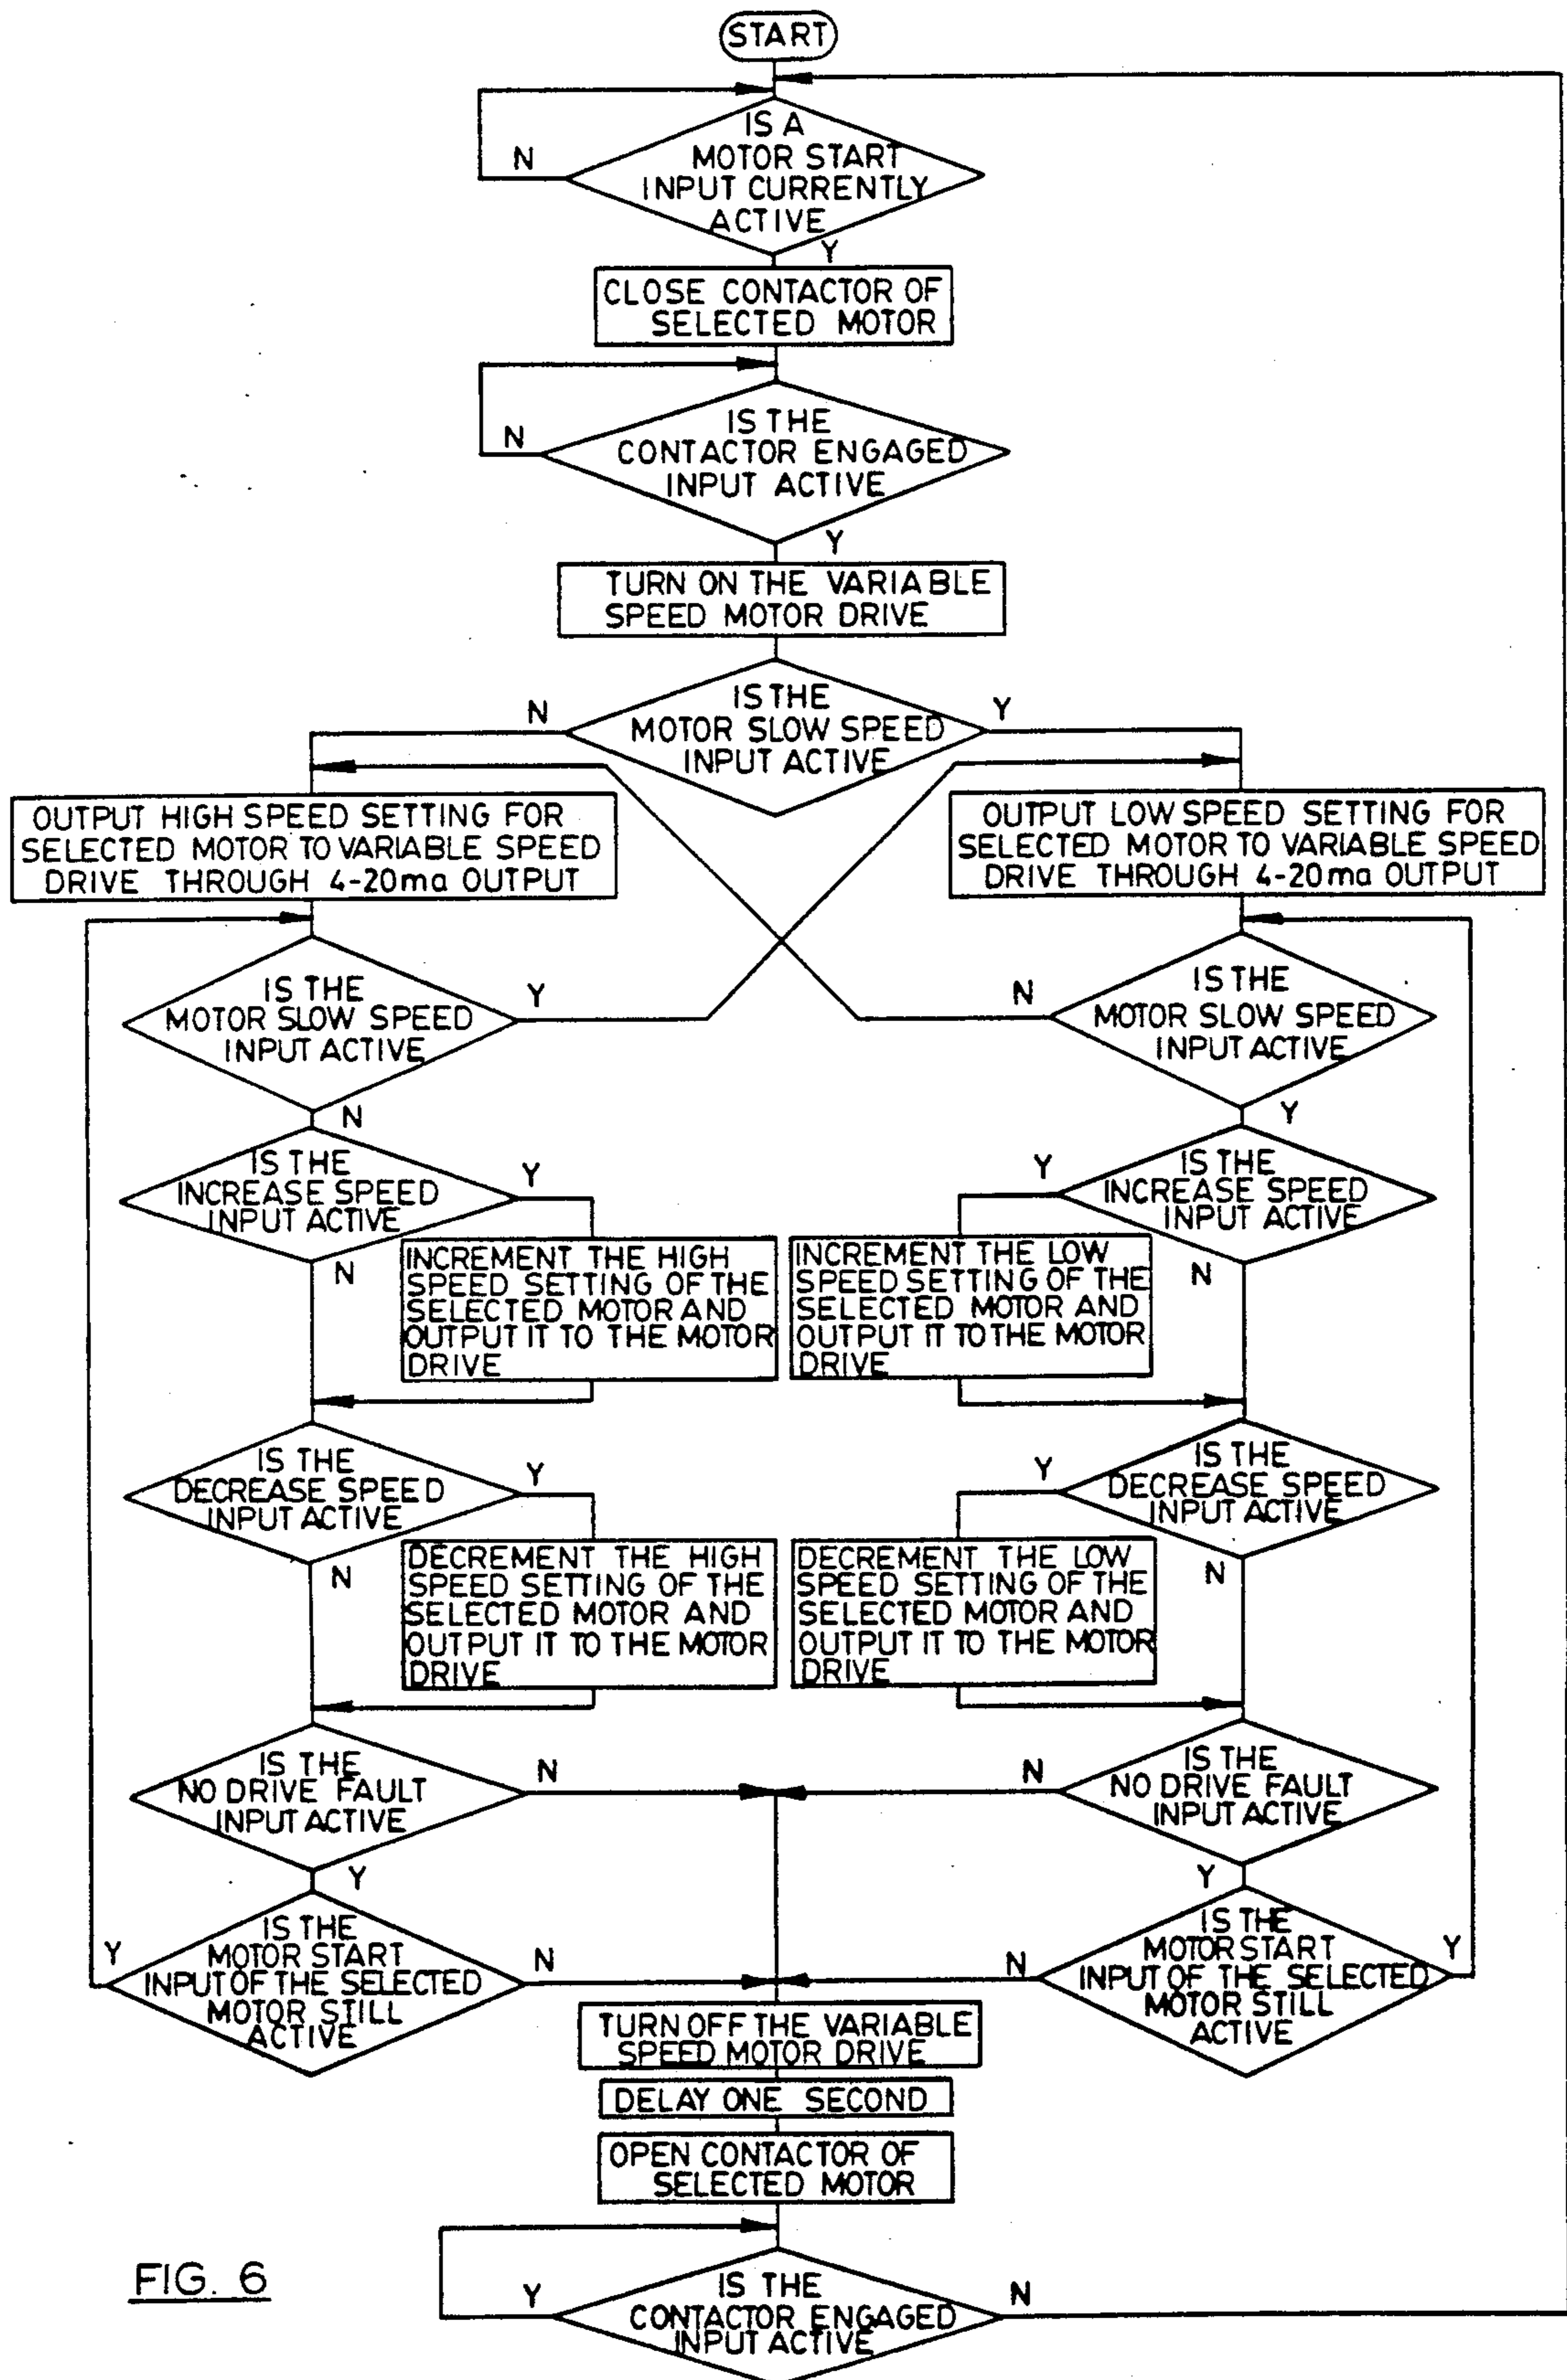 START
IS A
MOTOR START
INPUT CURRENTLY
ACTIVE
N
Y
CLOSE CONTACTOR OF
SELECTED MOTOR
IS THE
CONTACTOR ENGAGED
INPUT ACTIVE
N
Y
TURN ON THE VARIABLE
SPEED MOTOR DRIVE
IS THE
MOTOR SLOW SPEED
INPUT ACTIVE
N
Y
OUTPUT HIGH SPEED SETTING FOR
SELECTED MOTOR TO VARIABLE SPEED
DRIVE THROUGH 4-20ma OUTPUT
OUTPUT LOW SPEED SETTING FOR
SELECTED MOTOR TO VARIABLE SPEED
DRIVE THROUGH 4-20ma OUTPUT
IS THE
MOTOR SLOW SPEED
INPUT ACTIVE
Y
N
IS THE
MOTOR SLOW SPEED
INPUT ACTIVE
N
Y
IS THE
INCREASE SPEED
INPUT ACTIVE
Y
N
IS THE
INCREASE SPEED
INPUT ACTIVE
Y
N
INCREMENT THE HIGH
SPEED SETTING OF THE
SELECTED MOTOR AND
OUTPUT IT TO THE MOTOR
DRIVE
INCREMENT THE LOW
SPEED SETTING OF THE
SELECTED MOTOR AND
OUTPUT IT TO THE MOTOR
DRIVE
IS THE
DECREASE SPEED
INPUT ACTIVE
Y
N
IS THE
DECREASE SPEED
INPUT ACTIVE
Y
N
DECREMENT THE HIGH
SPEED SETTING OF THE
SELECTED MOTOR AND
OUTPUT IT TO THE MOTOR
DRIVE
DECREMENT THE LOW
SPEED SETTING OF THE
SELECTED MOTOR AND
OUTPUT IT TO THE MOTOR
DRIVE
IS THE
NO DRIVE FAULT
INPUT ACTIVE
N
Y
IS THE
NO DRIVE FAULT
INPUT ACTIVE
N
Y
IS THE
MOTOR START
INPUT OF THE SELECTED
MOTOR STILL
ACTIVE
Y
N
IS THE
MOTOR START
INPUT OF THE SELECTED
MOTOR STILL
ACTIVE
N
Y
TURN OFF THE VARIABLE
SPEED MOTOR DRIVE
DELAY ONE SECOND
OPEN CONTACTOR OF
SELECTED MOTOR
IS THE
CONTACTOR ENGAGED
INPUT ACTIVE
Y
N
FIG. 6